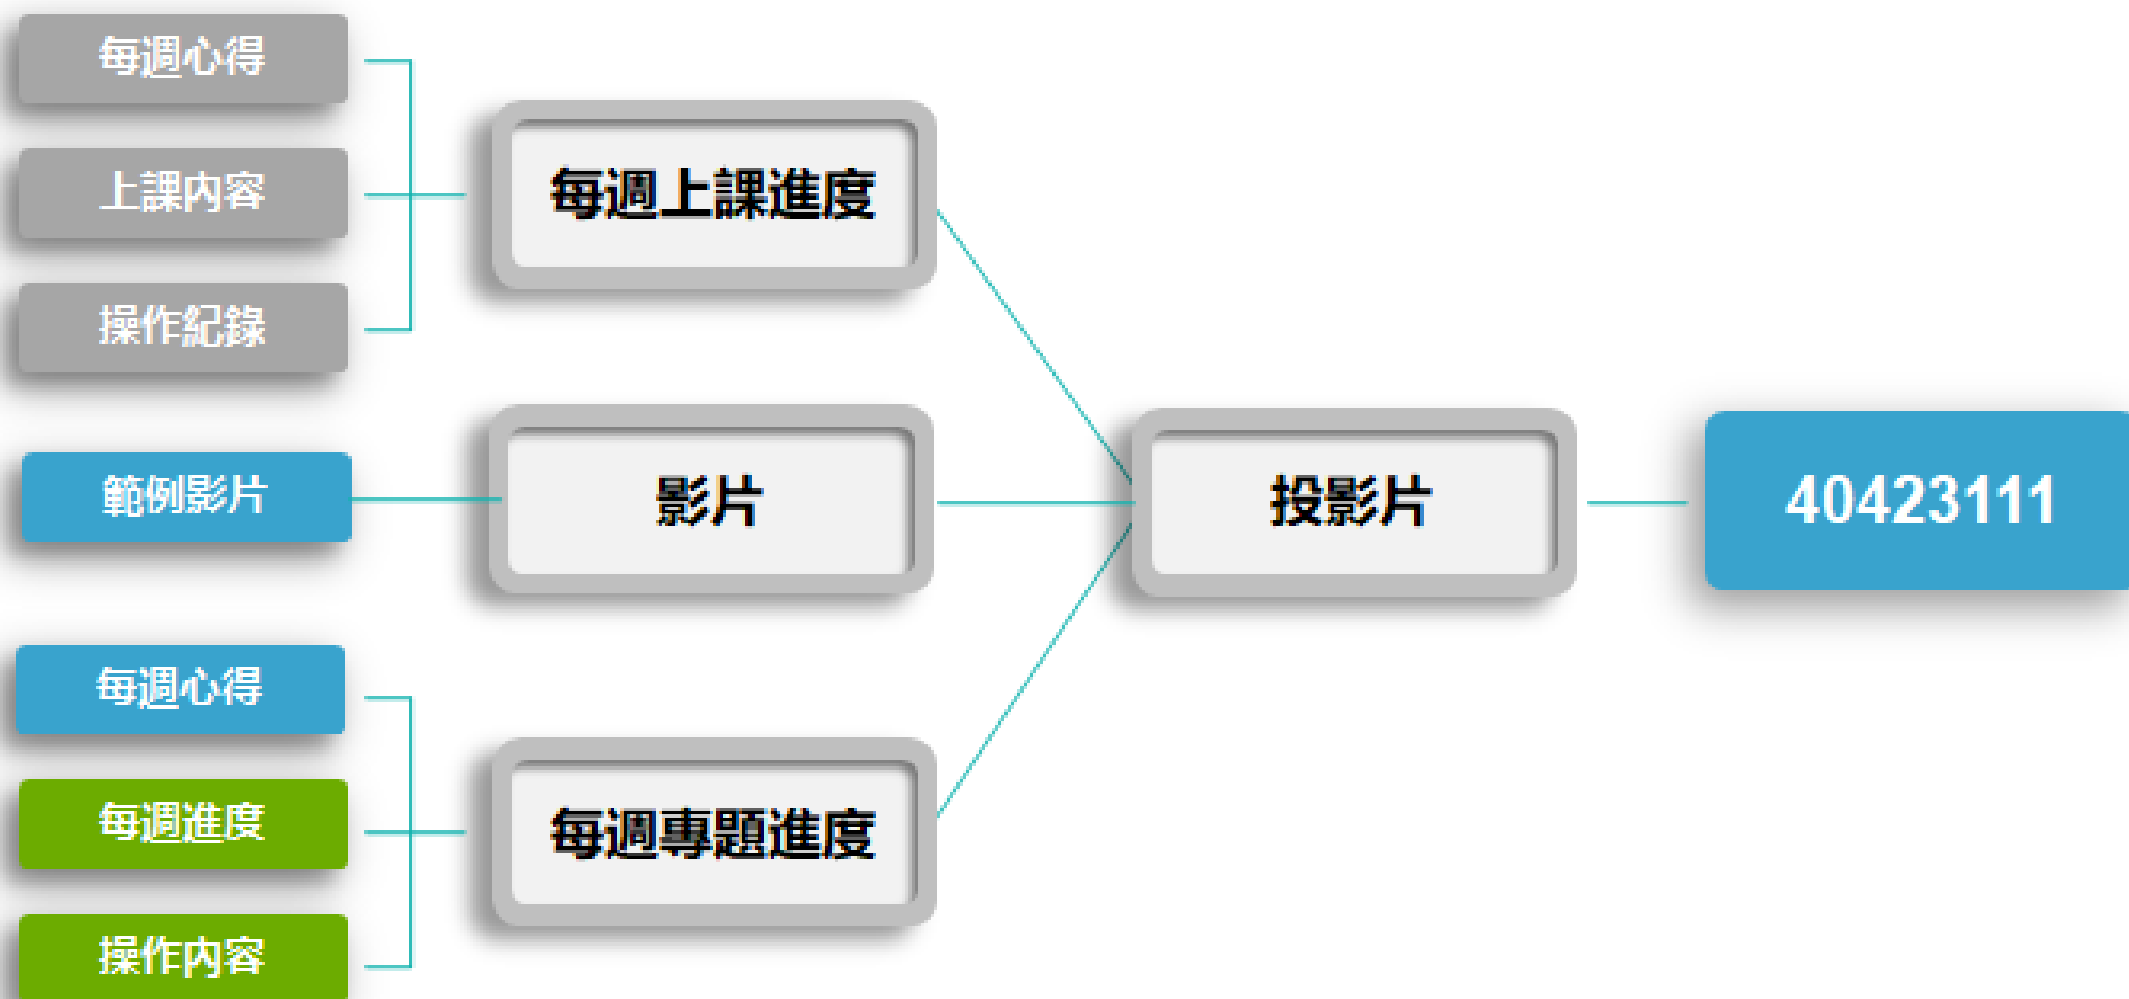 每週心得
上課內容
操作紀錄
每週上課進度
範例影片
影片
投影片
40423111
每週心得
每週進度
操作內容
每週專題進度